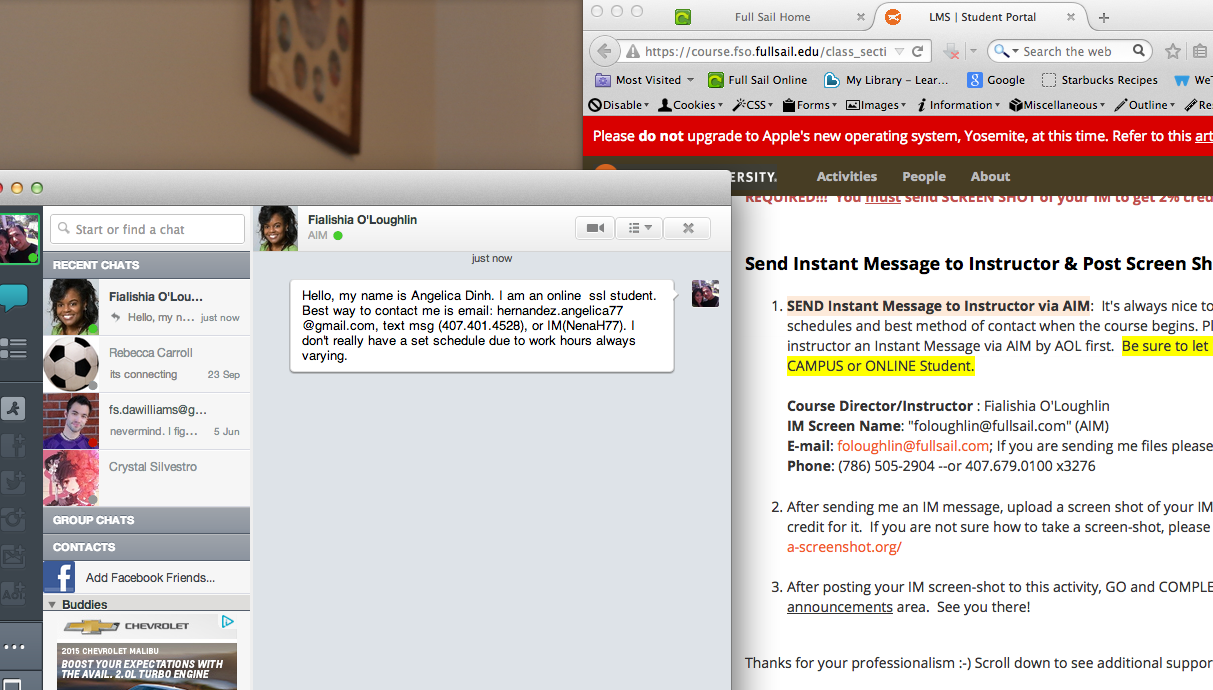 Full Sail Home
LMS | Student Portal
https://course.fso.fullsail.edu/class_secti
Search the web
Most Visited
Full Sail Online
My Library – Lear...
Google
Starbucks Recipes
WeT
Disable
Cookies
CSS
Forms
Images
Information
Miscellaneous
Outline
Re
Please do not upgrade to Apple's new operating system, Yosemite, at this time. Refer to this art
ERSITY.
Activities
People
About
REQUIRED!!! You must send SCREEN SHOT of your IM to get 2% cred
Start or find a chat
RECENT CHATS
Fialishia O'Lou...
Hello, my n...
just now
Rebecca Carroll
its connecting
23 Sep
fs.dawilliams@g...
nevermind. I fig...
5 Jun
Crystal Silvestro
GROUP CHATS
CONTACTS
Add Facebook Friends...
Buddies
CHEVROLET
2015 CHEVROLET MALIBU
BOOST YOUR EXPECTATIONS WITH
THE AVAIL. 2.0L TURBO ENGINE
Fialishia O'Loughlin
AIM
just now
Hello, my name is Angelica Dinh. I am an online  ssl student.
Best way to contact me is email: hernandez.angelica77
@gmail.com, text msg (407.401.4528), or IM(NenaH77). I
don't really have a set schedule due to work hours always
varying.
Send Instant Message to Instructor & Post Screen Sh
1. SEND Instant Message to Instructor via AIM:  It's always nice to
schedules and best method of contact when the course begins. Pl
instructor an Instant Message via AIM by AOL first.  Be sure to let
CAMPUS or ONLINE Student.
Course Director/Instructor : Fialishia O'Loughlin
IM Screen Name: "foloughlin@fullsail.com" (AIM)
E-mail: foloughlin@fullsail.com; If you are sending me files please
Phone: (786) 505-2904 --or 407.679.0100 x3276
2. After sending me an IM message, upload a screen shot of your IM
credit for it.  If you are not sure how to take a screen-shot, please
a-screenshot.org/
3. After posting your IM screen-shot to this activity, GO and COMPLE
announcements area.  See you there!
Thanks for your professionalism :-) Scroll down to see additional suppor